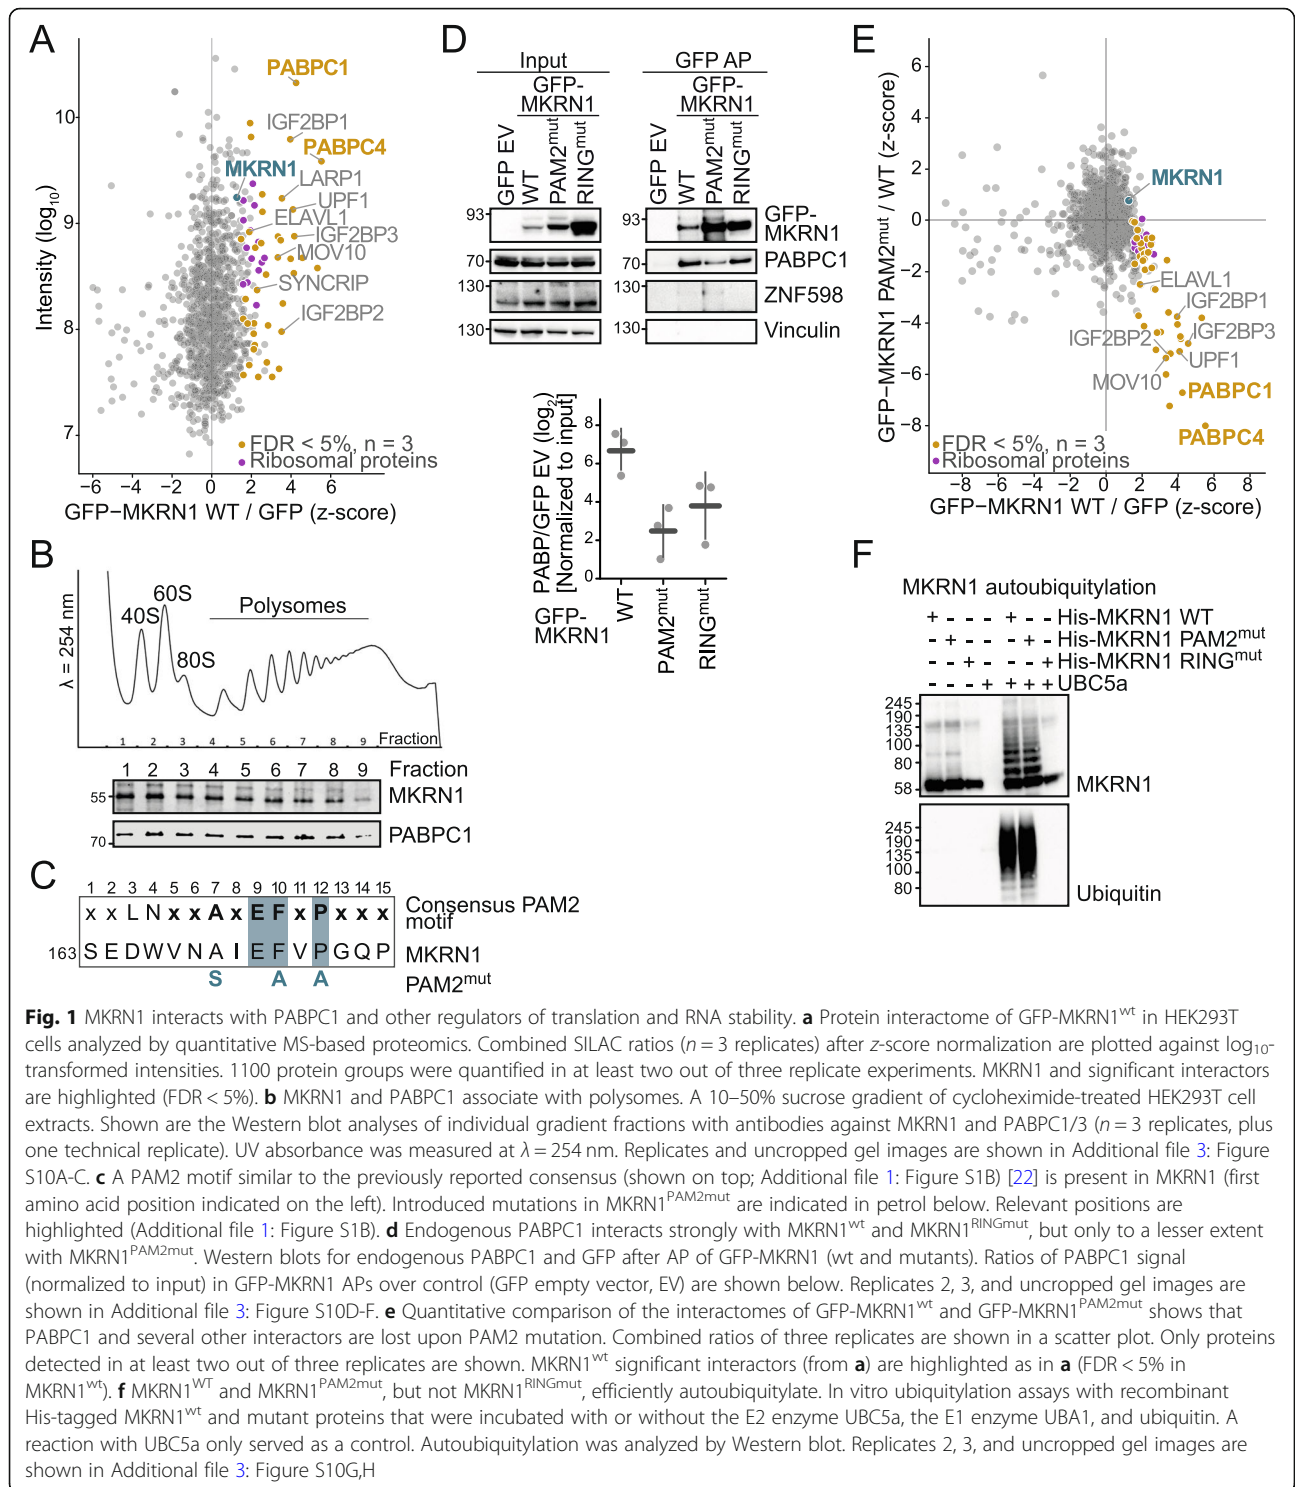 A
PABPC1
10
IGF2BP1
PABPC4
MKRN1
LARP1
UPF1
9
ELAVL1
IGF2BP3
MOV10
SYNCRIP
IGF2BP2
8
7
Intensity (log10)
FDR < 5%, n = 3
Ribosomal proteins
-6 -4 -2 0 2 4 6 8
GFP−MKRN1 WT / GFP (z-score)
B
λ = 254 nm
40S
60S
80S
Polysomes
1 2 3 4 5 6 7 8 9 Fraction
1 2 3 4 5 6 7 8 9 Fraction
55 MKRN1
70 PABPC1
C
1 2 3 4 5 6 7 8 9 10 11 12 13 14 15
x x L N x x A x E F x P x x x Consensus PAM2 motif
163 S E D W V N A I E F V P G Q P MKRN1
S A A PAM2mut
D
Input
GFP-MKRN1
GFP EV
WT
PAM2mut
RINGmut
GFP AP
GFP-MKRN1
GFP EV
WT
PAM2mut
RINGmut
93 93 GFP-MKRN1
70 70 PABPC1
130 130 ZNF598
130 130 Vinculin
PABP/GFP EV (log2)
[Normalized to input]
8
6
4
2
0
GFP-MKRN1
WT
PAM2mut
RINGmut
E
GFP−MKRN1 PAM2mut / WT (z-score)
6
4
2
0
-2
-4
-6
-8
MKRN1
ELAVL1
IGF2BP1
IGF2BP2
IGF2BP3
UPF1
MOV10
PABPC1
PABPC4
FDR < 5%, n = 3
Ribosomal proteins
-8 -6 -4 -2 0 2 4 6 8
GFP−MKRN1 WT / GFP (z-score)
F
MKRN1 autoubiquitylation
+ - - - + - - His-MKRN1 WT
- + - - - + - His-MKRN1 PAM2mut
- - + - - - + His-MKRN1 RINGmut
- - - + + + + UBC5a
245
190
135
100
80
58
MKRN1
245
190
135
100
80
Ubiquitin
Fig. 1 MKRN1 interacts with PABPC1 and other regulators of translation and RNA stability. a Protein interactome of GFP-MKRN1wt in HEK293T
cells analyzed by quantitative MS-based proteomics. Combined SILAC ratios (n = 3 replicates) after z-score normalization are plotted against log10-
transformed intensities. 1100 protein groups were quantified in at least two out of three replicate experiments. MKRN1 and significant interactors
are highlighted (FDR < 5%). b MKRN1 and PABPC1 associate with polysomes. A 10–50% sucrose gradient of cycloheximide-treated HEK293T cell
extracts. Shown are the Western blot analyses of individual gradient fractions with antibodies against MKRN1 and PABPC1/3 (n = 3 replicates, plus
one technical replicate). UV absorbance was measured at λ = 254 nm. Replicates and uncropped gel images are shown in Additional file 3: Figure
S10A-C. c A PAM2 motif similar to the previously reported consensus (shown on top; Additional file 1: Figure S1B) [22] is present in MKRN1 (first
amino acid position indicated on the left). Introduced mutations in MKRN1PAM2mut are indicated in petrol below. Relevant positions are
highlighted (Additional file 1: Figure S1B). d Endogenous PABPC1 interacts strongly with MKRN1wt and MKRN1RINGmut, but only to a lesser extent
with MKRN1PAM2mut. Western blots for endogenous PABPC1 and GFP after AP of GFP-MKRN1 (wt and mutants). Ratios of PABPC1 signal
(normalized to input) in GFP-MKRN1 APs over control (GFP empty vector, EV) are shown below. Replicates 2, 3, and uncropped gel images are
shown in Additional file 3: Figure S10D-F. e Quantitative comparison of the interactomes of GFP-MKRN1wt and GFP-MKRN1PAM2mut shows that
PABPC1 and several other interactors are lost upon PAM2 mutation. Combined ratios of three replicates are shown in a scatter plot. Only proteins
detected in at least two out of three replicates are shown. MKRN1wt significant interactors (from a) are highlighted as in a (FDR < 5% in
MKRN1wt). f MKRN1WT and MKRN1PAM2mut, but not MKRN1RINGmut, efficiently autoubiquitylate. In vitro ubiquitylation assays with recombinant
His-tagged MKRN1wt and mutant proteins that were incubated with or without the E2 enzyme UBC5a, the E1 enzyme UBA1, and ubiquitin. A
reaction with UBC5a only served as a control. Autoubiquitylation was analyzed by Western blot. Replicates 2, 3, and uncropped gel images are
shown in Additional file 3: Figure S10G,H